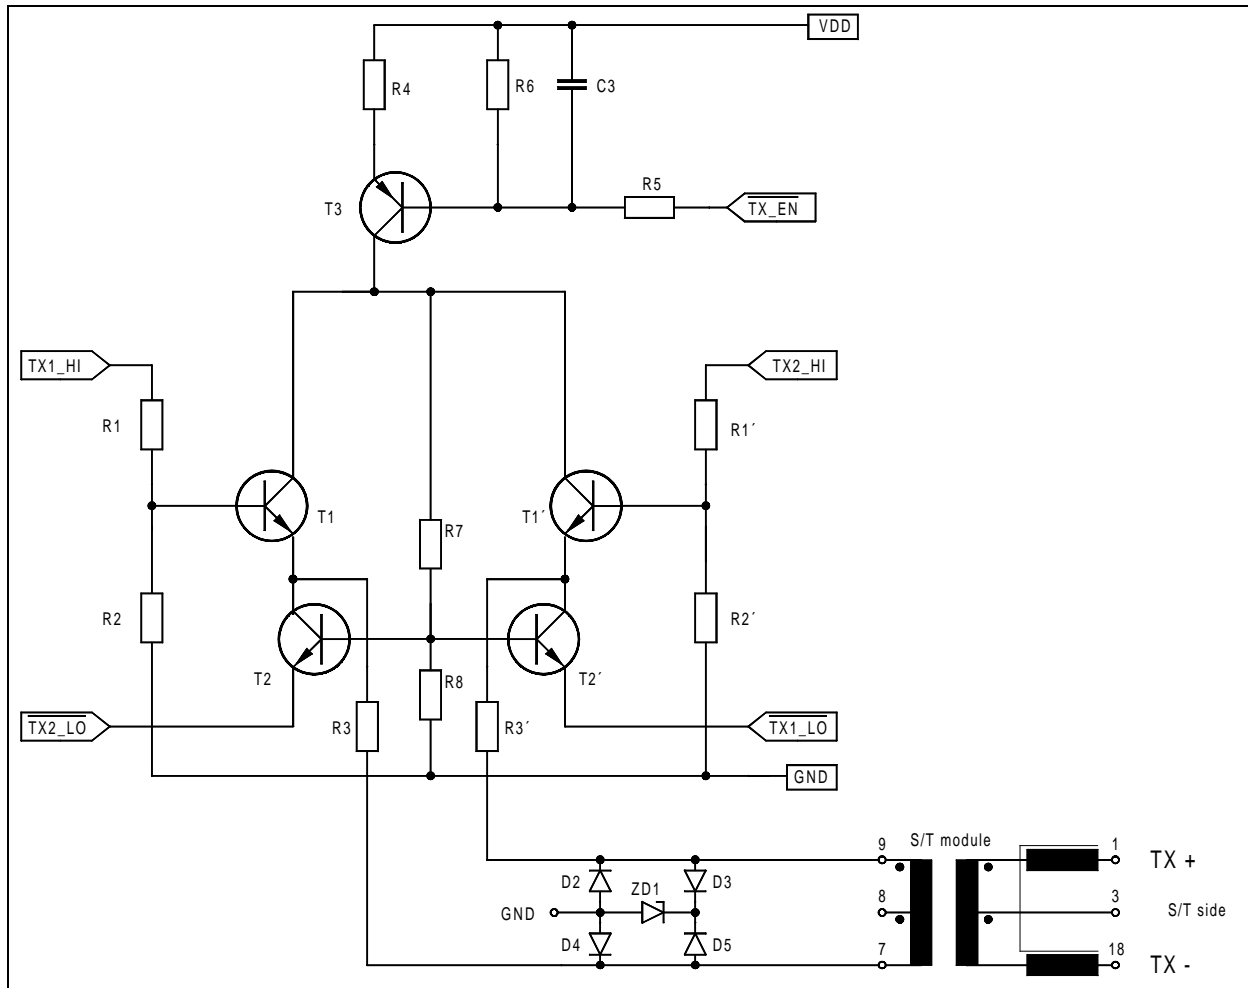 VDD
R4
R6
C3
R5
T3
TX_EN
TX1_HI
TX2_HI
R1
R1´
T1
T1´
R7
R2
R2´
T2
R8
T2´
TX2_LO
R3
R3´
TX1_LO
GND
9
S/T module
1
TX +
D2
ZD1
D3
GND
8
3
S/T side
D4
D5
7
18
TX -